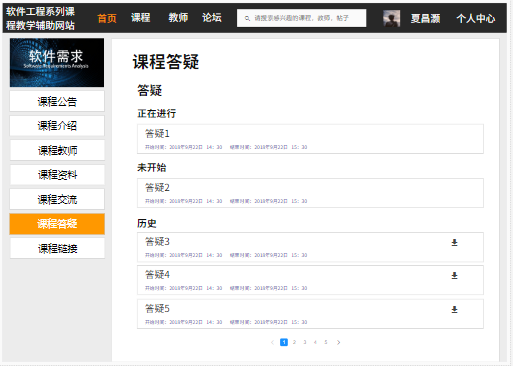 软件工程系列课
程教学辅助网站
首页 课程 教师 论坛
请搜索感兴趣的课程，教师，帖子
夏昌灏 个人中心
软件需求
Software Requirements Analysis
课程公告
课程介绍
课程教师
课程资料
课程交流
课程答疑
课程链接
课程答疑
答疑
正在进行
答疑1
开始时间：2018年9月22日 14：30 结束时间：2018年9月22日 15：30
未开始
答疑2
开始时间：2018年9月22日 14：30 结束时间：2018年9月22日 15：30
历史
答疑3
开始时间：2018年9月22日 14：30 结束时间：2018年9月22日 15：30
答疑4
开始时间：2018年9月22日 14：30 结束时间：2018年9月22日 15：30
答疑5
开始时间：2018年9月22日 14：30 结束时间：2018年9月22日 15：30
< 1 2 3 4 5 >